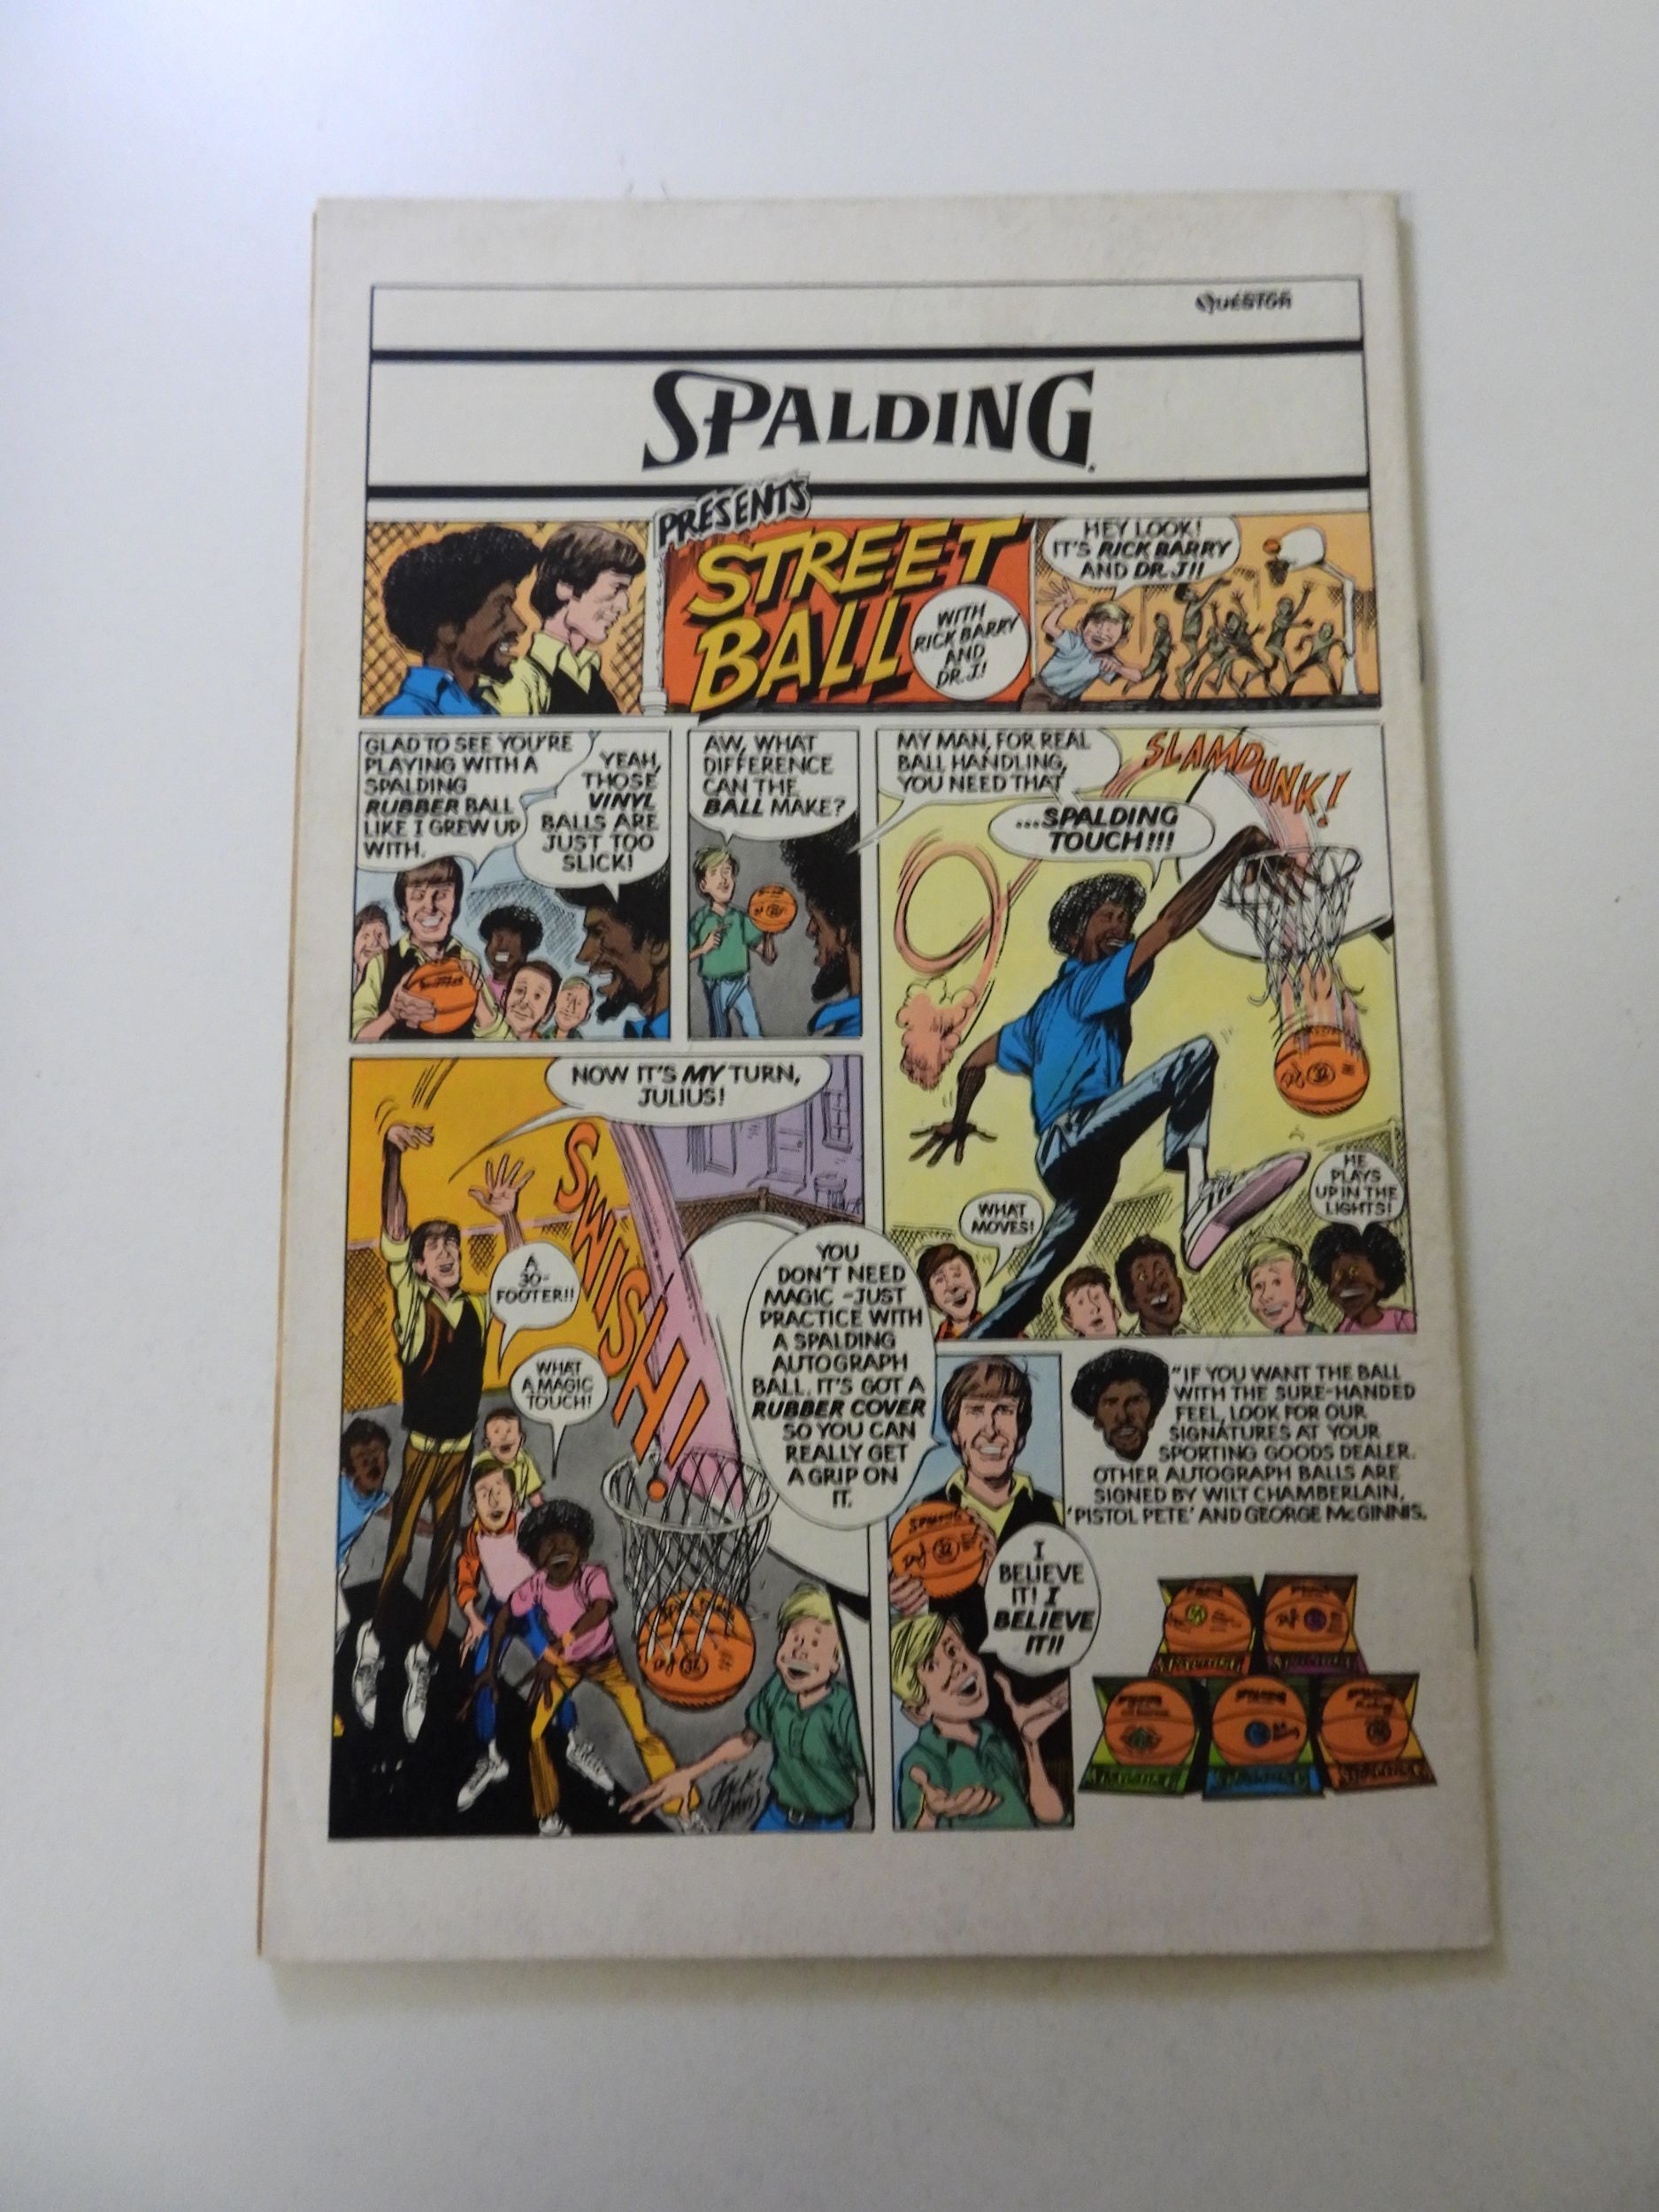 QUESTOR
SPALDING.
PRESENTS
STREET
BALL
WITH
RICK BARRY
AND
DR. J!
HEY LOOK!
IT'S RICK BARRY
AND DR. J!!
GLAD TO SEE YOU'RE
PLAYING WITH A
SPALDING
RUBBER BALL
LIKE I GREW UP
WITH.
YEAH,
THOSE
VINYL
BALLS ARE
JUST TOO
SLICK!
AW, WHAT
DIFFERENCE
CAN THE
BALL MAKE?
MY MAN, FOR REAL
BALL HANDLING,
YOU NEED THAT
...SPALDING
TOUCH!!!
SLAMDUNK!
WHAT
MOVES!
HE
PLAYS
UP IN THE
LIGHTS!
NOW IT'S MY TURN,
JULIUS!
SWISH!
A
30-
FOOTER!!
WHAT
A MAGIC
TOUCH!
JACK
DAVIS
YOU
DON'T NEED
MAGIC - JUST
PRACTICE WITH
A SPALDING
AUTOGRAPH
BALL. IT'S GOT A
RUBBER COVER
SO YOU CAN
REALLY GET
A GRIP ON
IT.
I
BELIEVE
IT! I
BELIEVE
IT!!
"IF YOU WANT THE BALL
WITH THE SURE-HANDED
FEEL, LOOK FOR OUR
SIGNATURES AT YOUR
SPORTING GOODS DEALER.
OTHER AUTOGRAPH BALLS ARE
SIGNED BY WILT CHAMBERLAIN,
'PISTOL PETE' AND GEORGE McGINNIS.